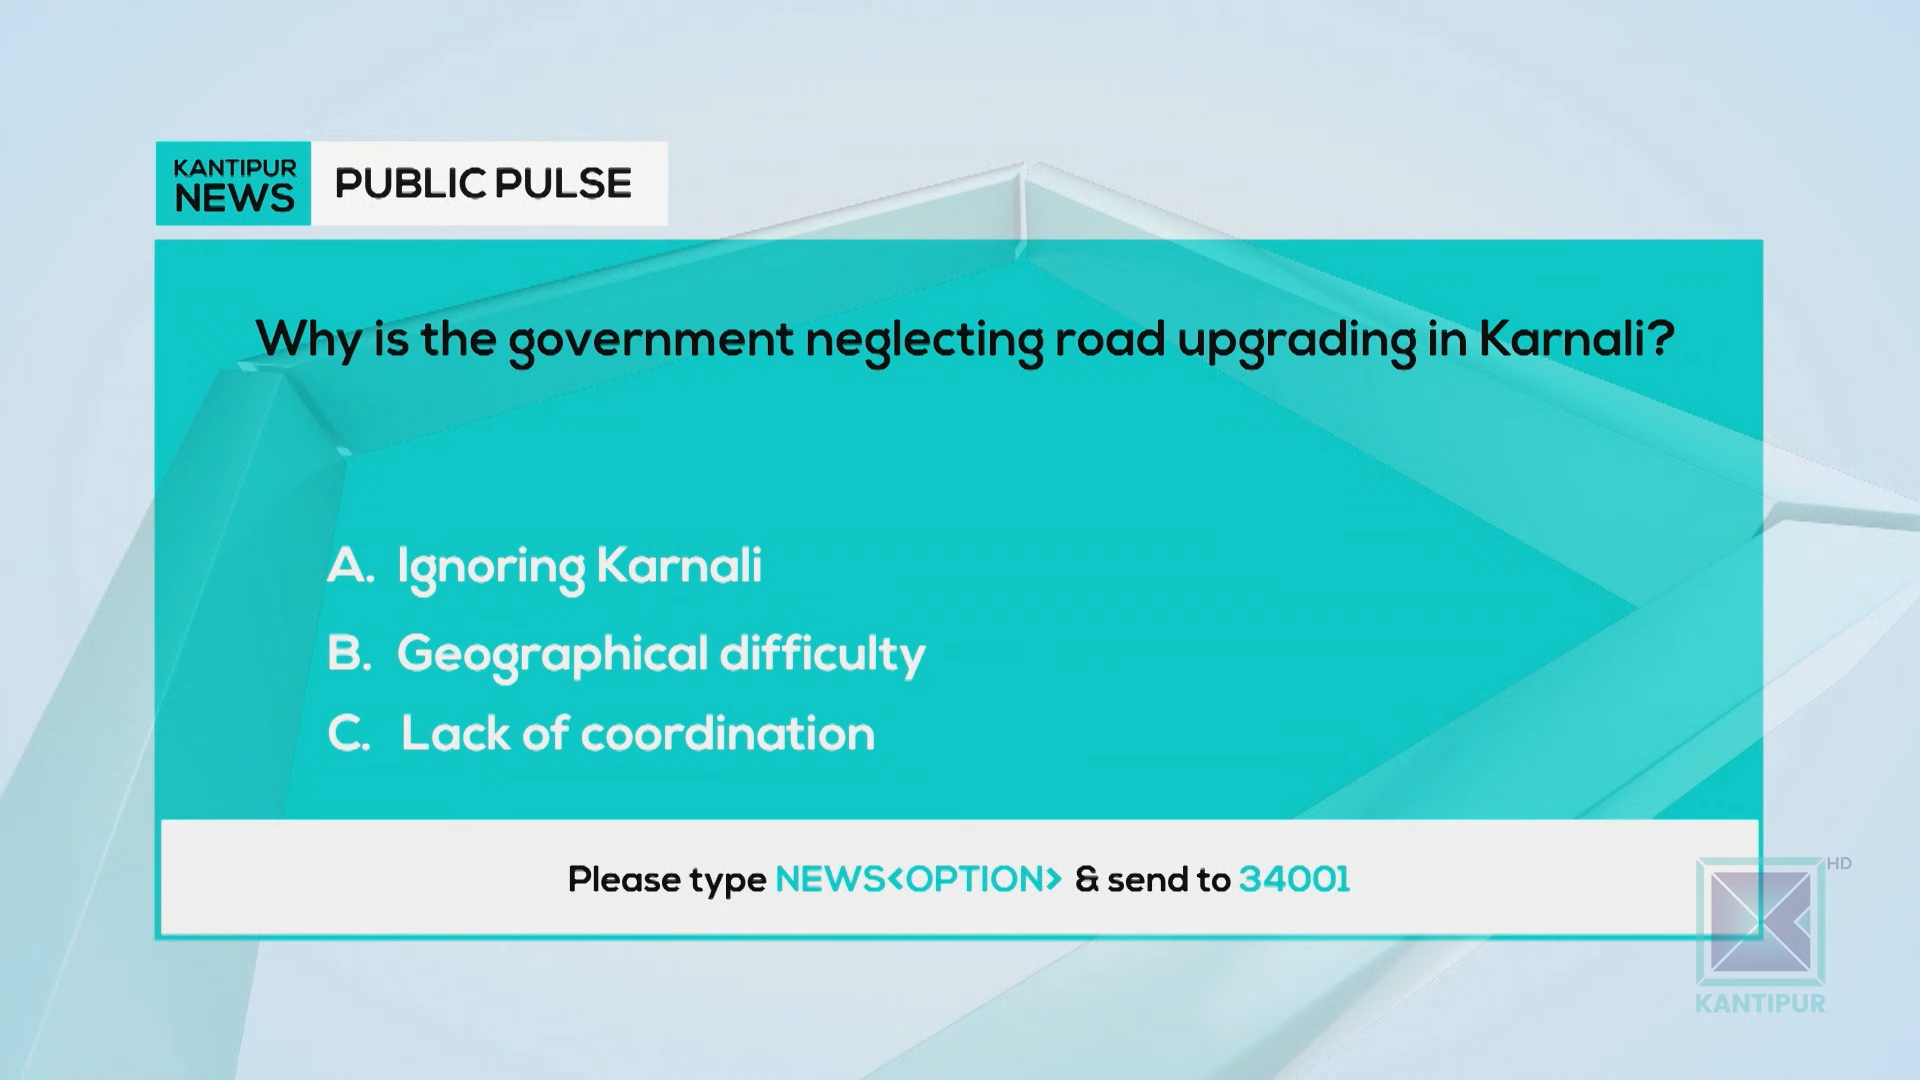 KANTIPUR
NEWS
PUBLIC PULSE
Why is the government neglecting road upgrading in Karnali?
A. Ignoring Karnali
B. Geographical difficulty
C. Lack of coordination
Please type NEWS<OPTION> & send to 34001
HD
KANTIPUR